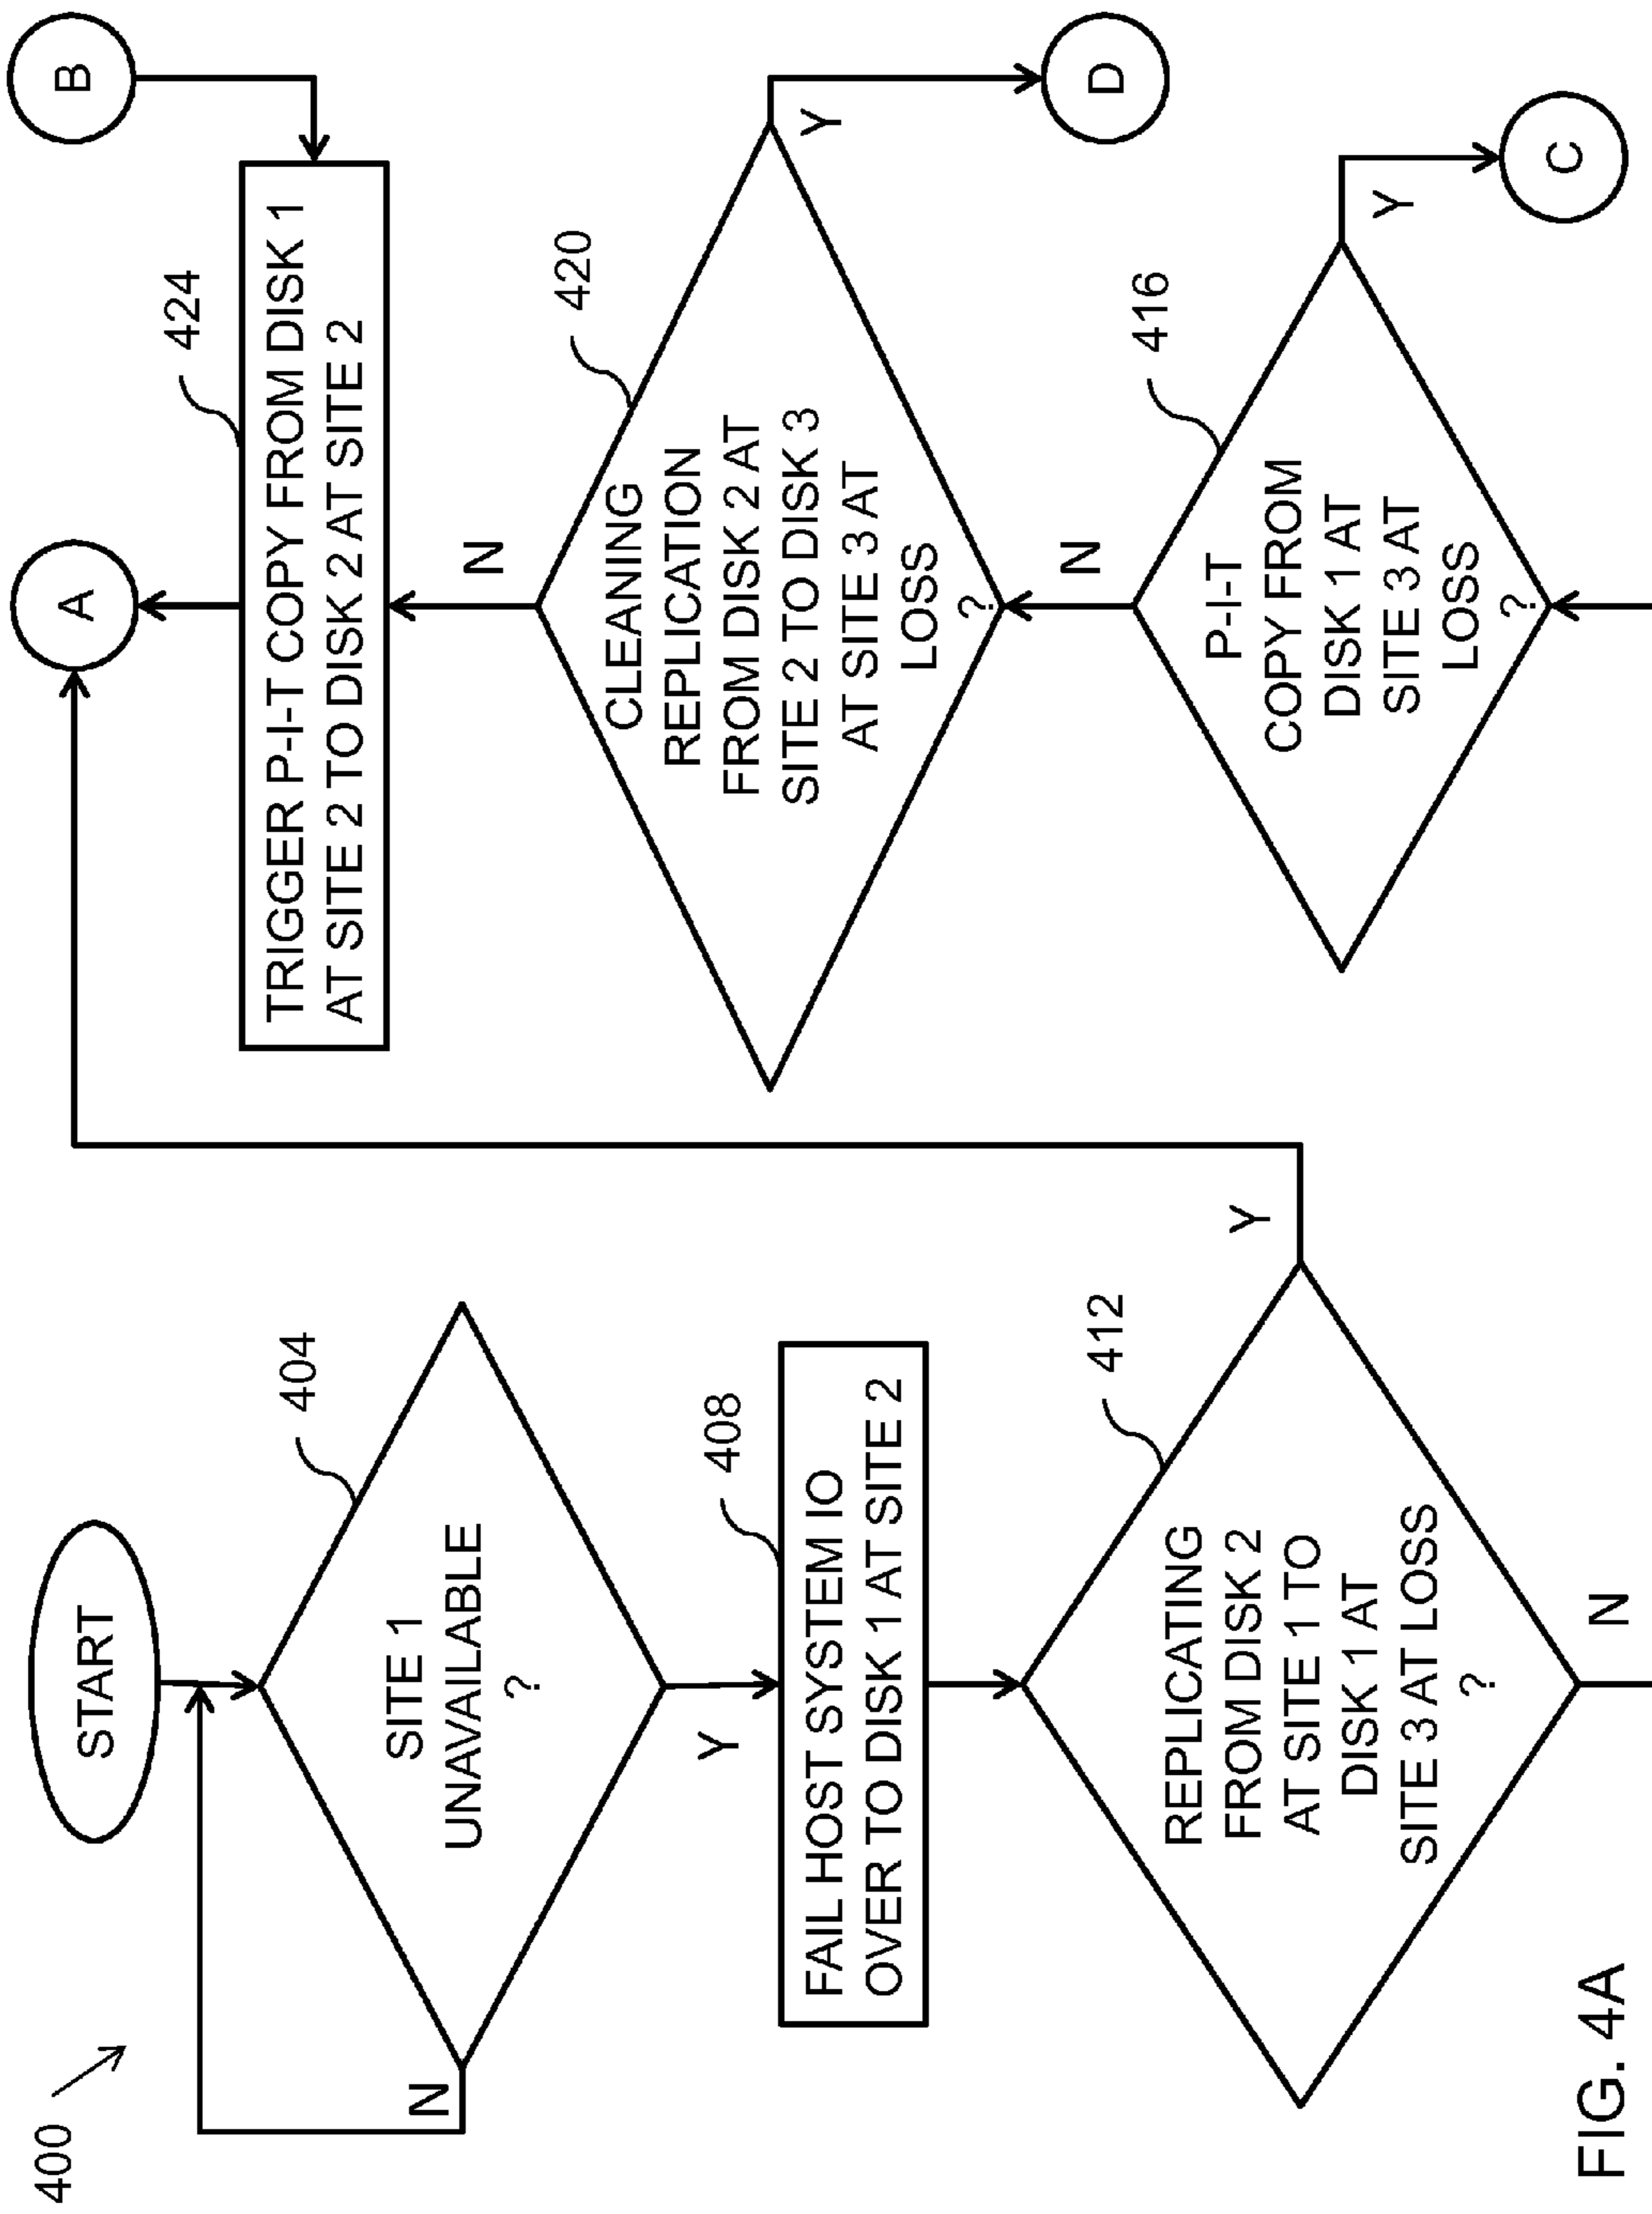 400
START
404
SITE 1
UNAVAILABLE
?
N
Y
408
FAIL HOST SYSTEM IO
OVER TO DISK 1 AT SITE 2
412
REPLICATING
FROM DISK 2
AT SITE 1 TO
DISK 1 AT
SITE 3 AT LOSS
?
Y
N
A
B
424
TRIGGER P-I-T COPY FROM DISK 1
AT SITE 2 TO DISK 2 AT SITE 2
N
420
CLEANING
REPLICATION
FROM DISK 2 AT
SITE 2 TO DISK 3
AT SITE 3 AT
LOSS
?
Y
D
N
416
P-I-T
COPY FROM
DISK 1 AT
SITE 3 AT
LOSS
?
Y
C
FIG. 4A